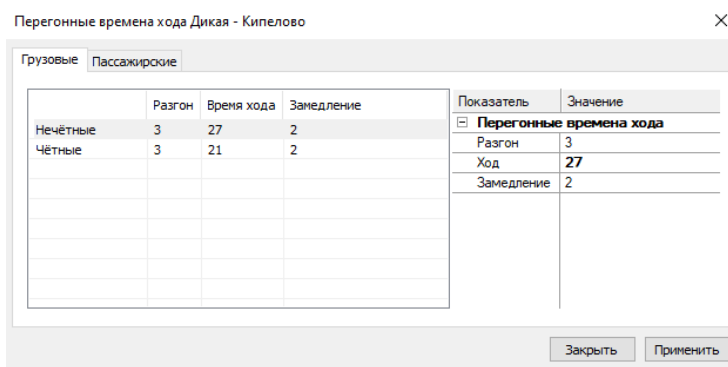 Перегонные времена хода Дикая - Кипелово
Грузовые Пассажирские
Разгон Время хода Замедление
Нечётные 3 27 2
Чётные 3 21 2
Показатель Значение
Перегонные времена хода
Разгон 3
Ход 27
Замедление 2
Закрыть Применить